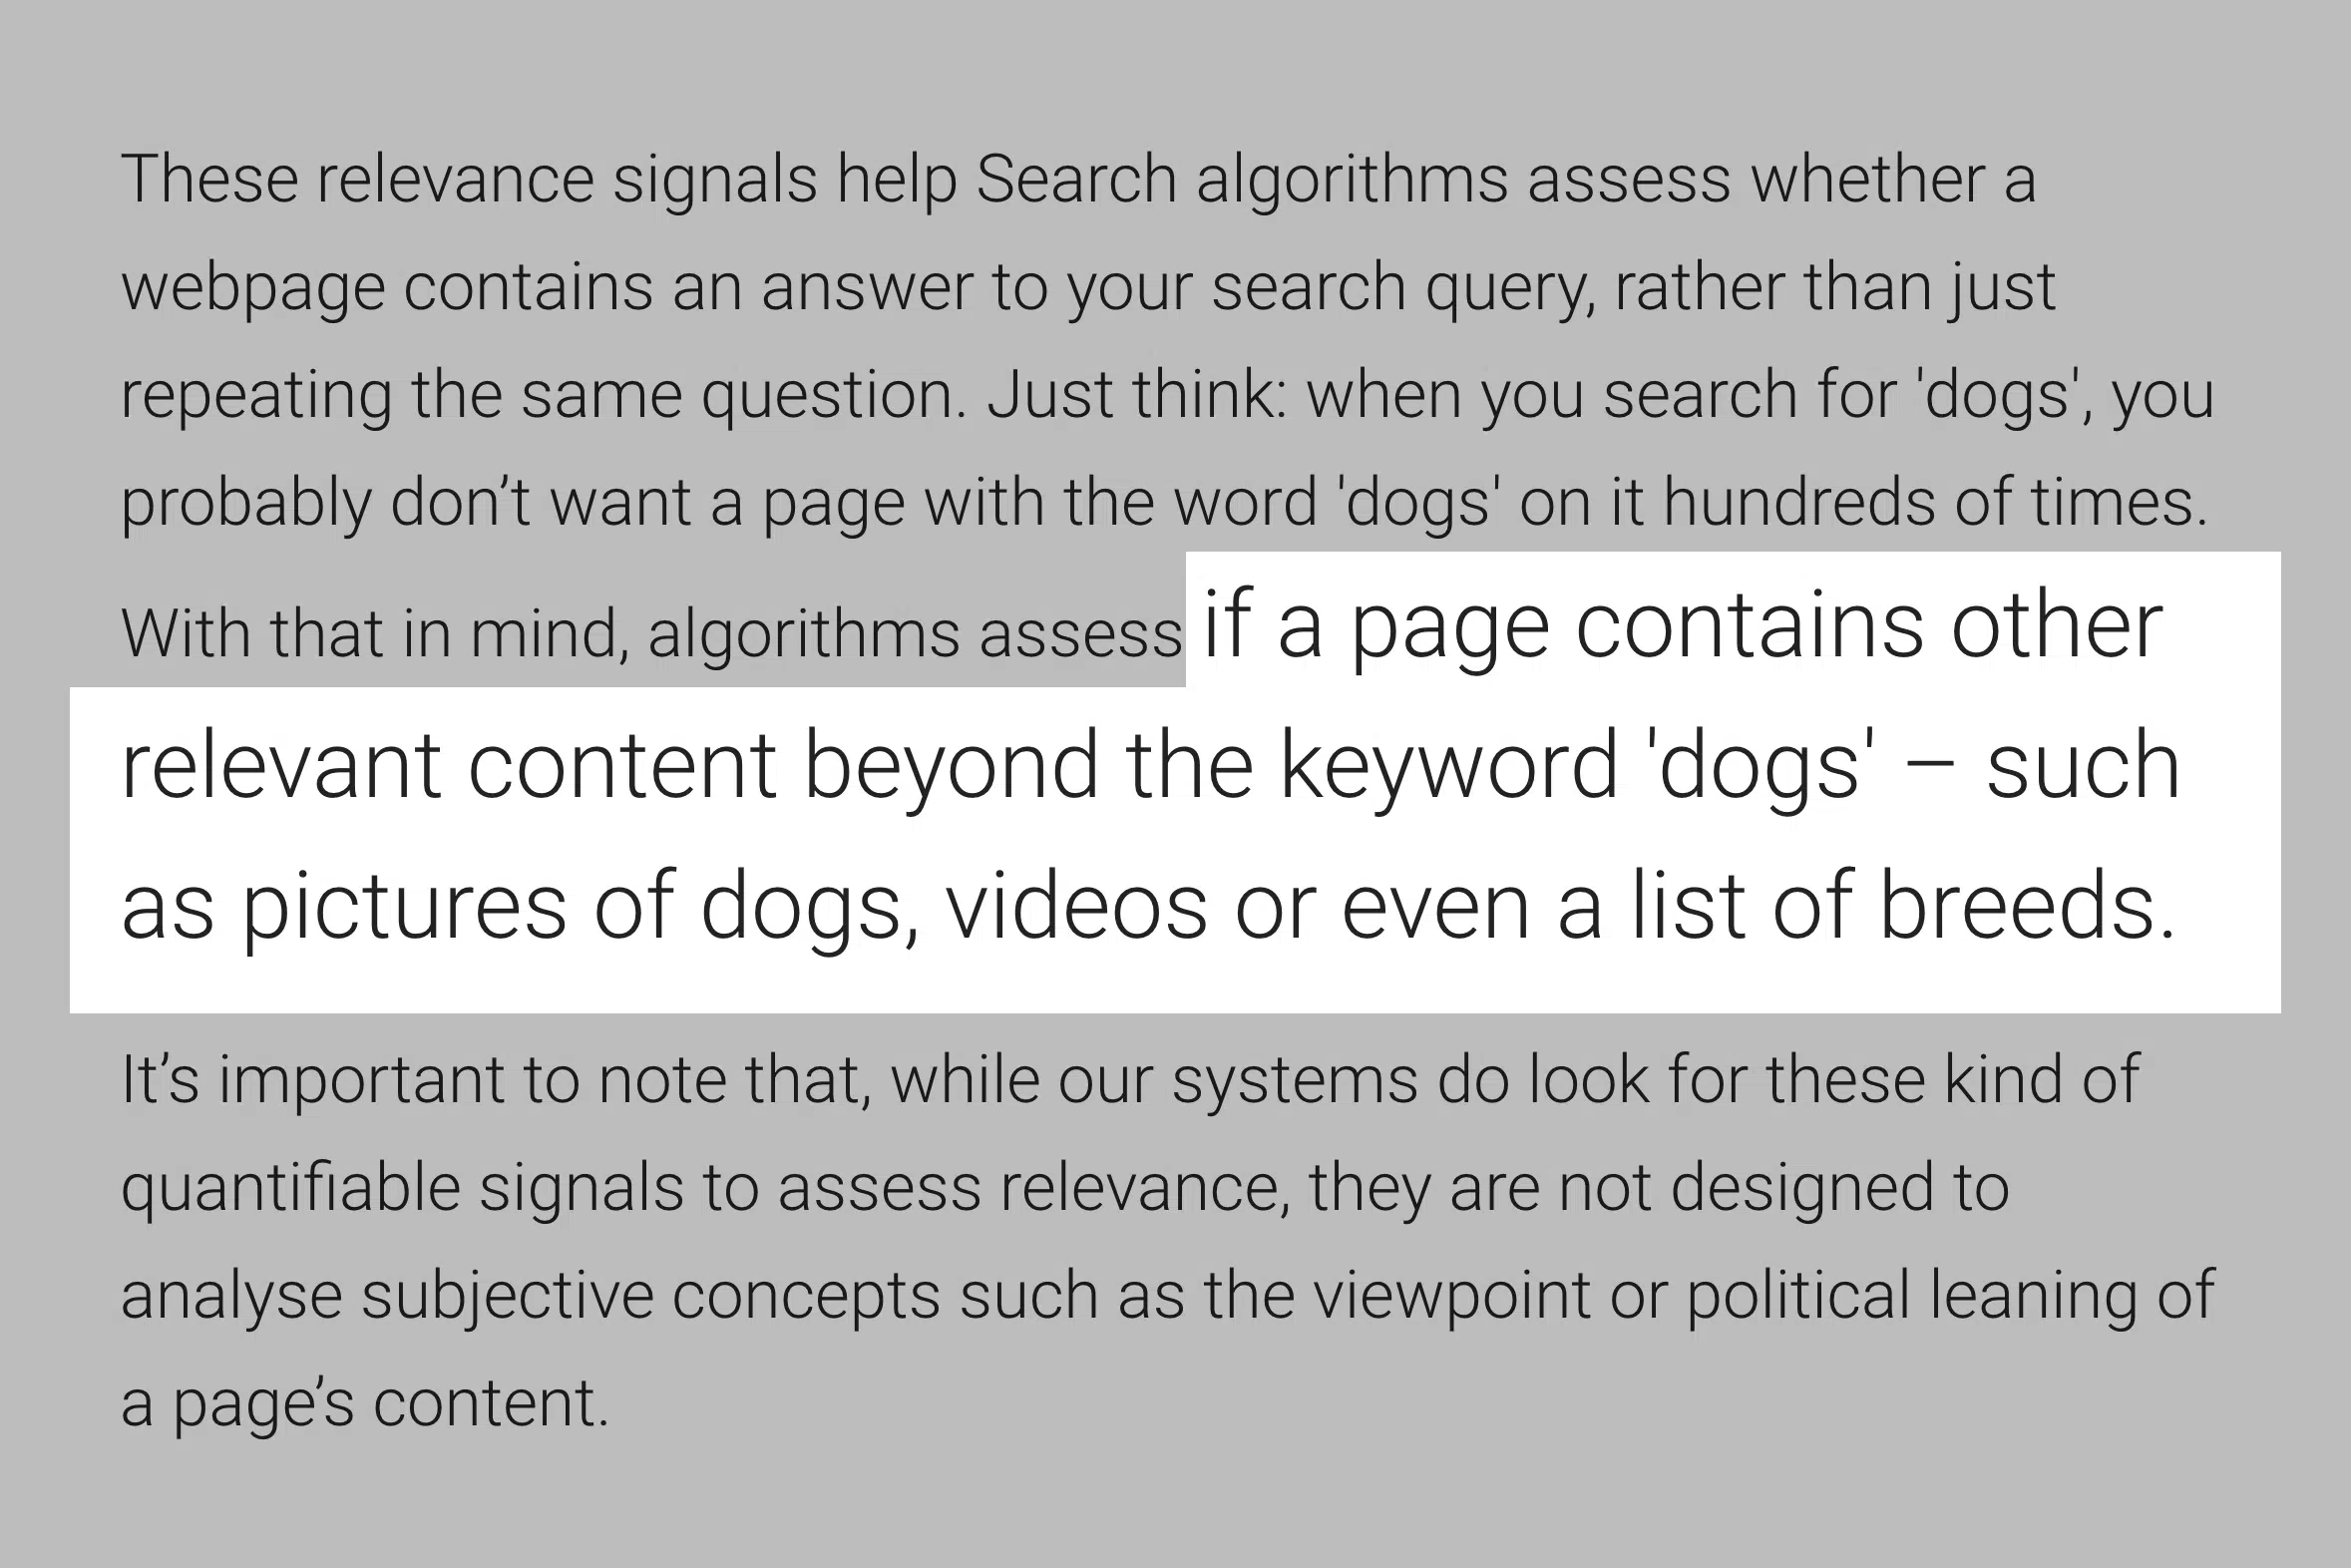 These relevance signals help Search algorithms assess whether a
webpage contains an answer to your search query, rather than just
repeating the same question. Just think: when you search for 'dogs', you
probably don’t want a page with the word 'dogs' on it hundreds of times.
With that in mind, algorithms assess if a page contains other
relevant content beyond the keyword 'dogs' – such
as pictures of dogs, videos or even a list of breeds.
It’s important to note that, while our systems do look for these kind of
quantifiable signals to assess relevance, they are not designed to
analyse subjective concepts such as the viewpoint or political leaning of
a page’s content.